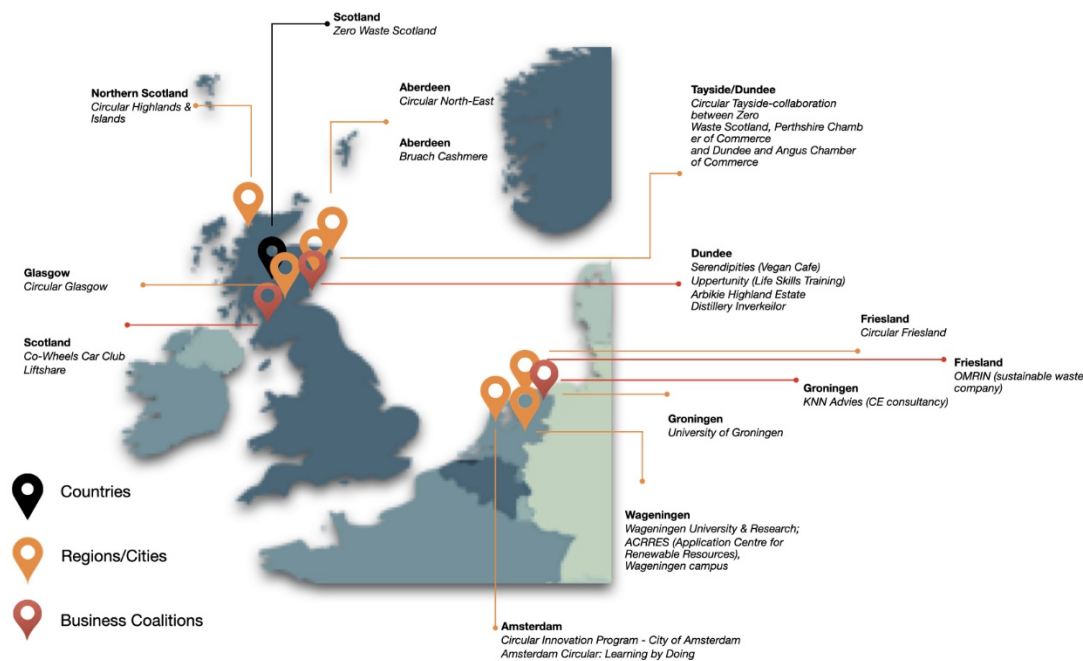 Scotland
Zero Waste Scotland
Northern Scotland
Circular Highlands &
Islands
Aberdeen
Circular North-East
Aberdeen
Bruach Cashmere
Tayside/Dundee
Circular Tayside-collaboration
between Zero
Waste Scotland, Perthshire Chamb
er of Commerce
and Dundee and Angus Chamber
of Commerce
Glasgow
Circular Glasgow
Dundee
Serendipities (Vegan Cafe)
Uppertunity (Life Skills Training)
Arbikie Highland Estate
Distillery Inverkeilor
Scotland
Co-Wheels Car Club
Liftshare
Friesland
Circular Friesland
Friesland
OMRIN (sustainable waste
company)
Groningen
KNN Advies (CE consultancy)
Groningen
University of Groningen
Wageningen
Wageningen University & Research;
ACRRES (Application Centre for
Renewable Resources),
Wageningen campus
Countries
Regions/Cities
Business Coalitions
Amsterdam
Circular Innovation Program - City of Amsterdam
Amsterdam Circular: Learning by Doing